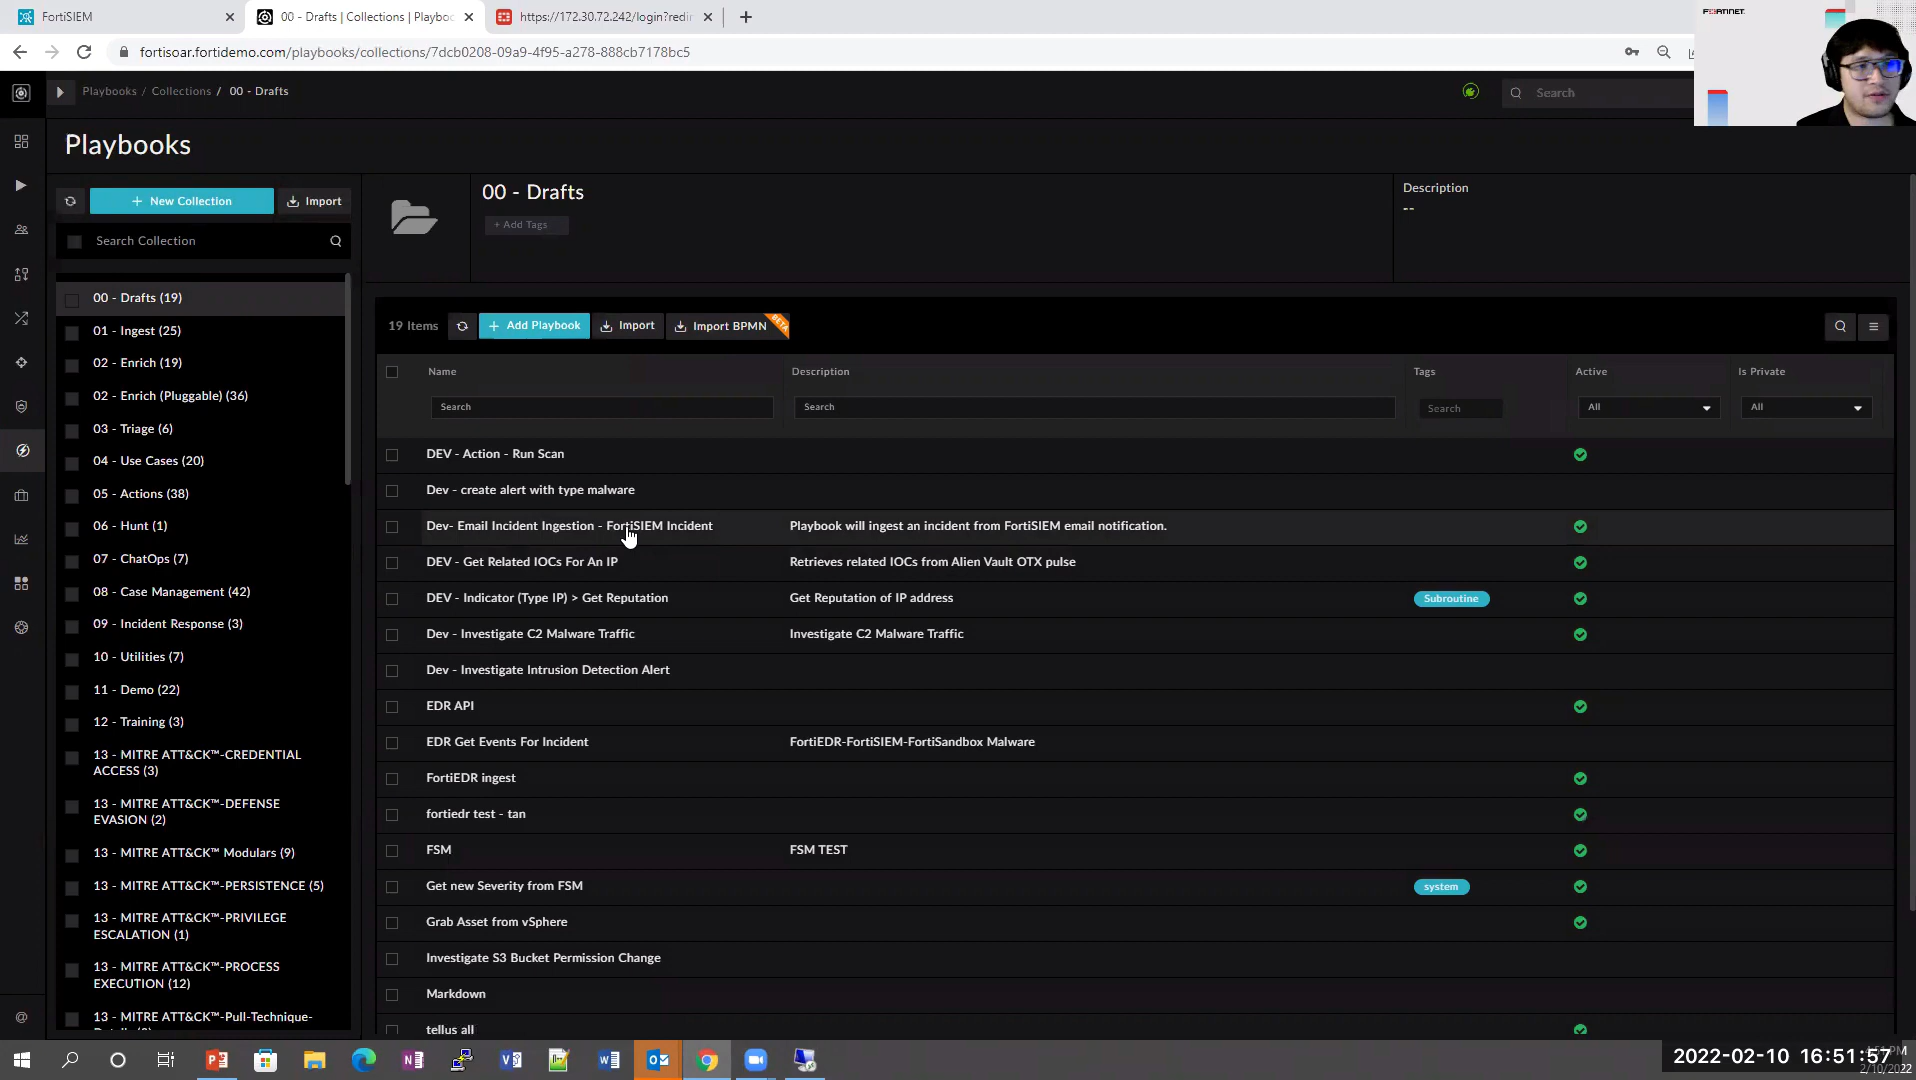 FortiSIEM
00 - Drafts | Collections | Playboo
https://172.30.72.242/login?redir
FORTINET
fortisoar.fortidemo.com/playbooks/collections/7dcb0208-09a9-4f95-a278-888cb7178bc5
Playbooks / Collections / 00 - Drafts
Search
Playbooks
+ New Collection
Import
Search Collection
00 - Drafts
+ Add Tags
Description
--
00 - Drafts (19)
01 - Ingest (25)
02 - Enrich (19)
02 - Enrich (Pluggable) (36)
03 - Triage (6)
04 - Use Cases (20)
05 - Actions (38)
06 - Hunt (1)
07 - ChatOps (7)
08 - Case Management (42)
09 - Incident Response (3)
10 - Utilities (7)
11 - Demo (22)
12 - Training (3)
13 - MITRE ATT&CK™-CREDENTIAL
ACCESS (3)
13 - MITRE ATT&CK™-DEFENSE
EVASION (2)
13 - MITRE ATT&CK™ Modulars (9)
13 - MITRE ATT&CK™-PERSISTENCE (5)
13 - MITRE ATT&CK™-PRIVILEGE
ESCALATION (1)
13 - MITRE ATT&CK™-PROCESS
EXECUTION (12)
13 - MITRE ATT&CK™-Pull-Technique-
19 Items
+ Add Playbook
Import
Import BPMN
BETA
Name Description Tags Active Is Private
Search Search Search All All
DEV - Action - Run Scan
Dev - create alert with type malware
Dev- Email Incident Ingestion - FortiSIEM Incident Playbook will ingest an incident from FortiSIEM email notification.
DEV - Get Related IOCs For An IP Retrieves related IOCs from Alien Vault OTX pulse
DEV - Indicator (Type IP) > Get Reputation Get Reputation of IP address Subroutine
Dev - Investigate C2 Malware Traffic Investigate C2 Malware Traffic
Dev - Investigate Intrusion Detection Alert
EDR API
EDR Get Events For Incident FortiEDR-FortiSIEM-FortiSandbox Malware
FortiEDR ingest
fortiedr test - tan
FSM FSM TEST
Get new Severity from FSM system
Grab Asset from vSphere
Investigate S3 Bucket Permission Change
Markdown
tellus all
2022-02-10 16:51:57
2/10/2022